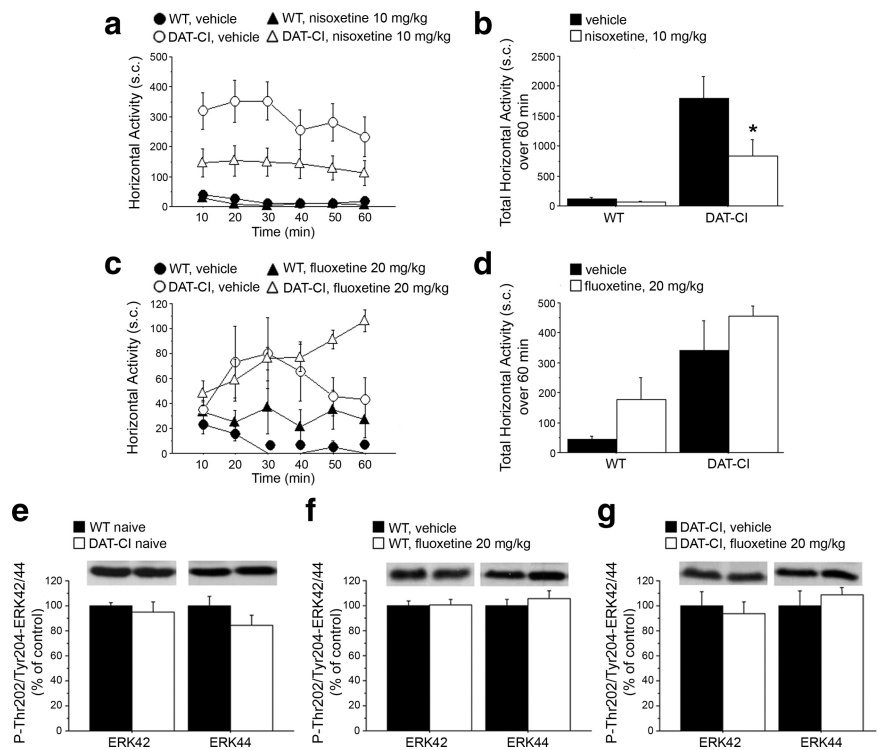 a
● WT, vehicle ▲ WT, nisoxetine 10 mg/kg
○ DAT-CI, vehicle △ DAT-CI, nisoxetine 10 mg/kg
Horizontal Activity (s.c.)
500
400
300
200
100
0
10 20 30 40 50 60
Time (min)
b
■ vehicle
□ nisoxetine, 10 mg/kg
Total Horizontal Activity (s.c.)
over 60 min
2500
2000
1500
1000
500
0
*
WT DAT-CI
c
● WT, vehicle ▲ WT, fluoxetine 20 mg/kg
○ DAT-CI, vehicle △ DAT-CI, fluoxetine 20 mg/kg
Horizontal Activity (s.c.)
120
100
80
60
40
20
0
10 20 30 40 50 60
Time (min)
d
■ vehicle
□ fluoxetine, 20 mg/kg
Total Horizontal Activity (s.c.)
over 60 min
500
400
300
200
100
0
WT DAT-CI
e
■ WT naive
□ DAT-CI naive
P-Thr202/Tyr204-ERK42/44
(% of control)
120
100
80
60
40
20
0
ERK42 ERK44
f
■ WT, vehicle
□ WT, fluoxetine 20 mg/kg
P-Thr202/Tyr204-ERK42/44
(% of control)
120
100
80
60
40
20
0
ERK42 ERK44
g
■ DAT-CI, vehicle
□ DAT-CI, fluoxetine 20 mg/kg
P-Thr202/Tyr204-ERK42/44
(% of control)
120
100
80
60
40
20
0
ERK42 ERK44